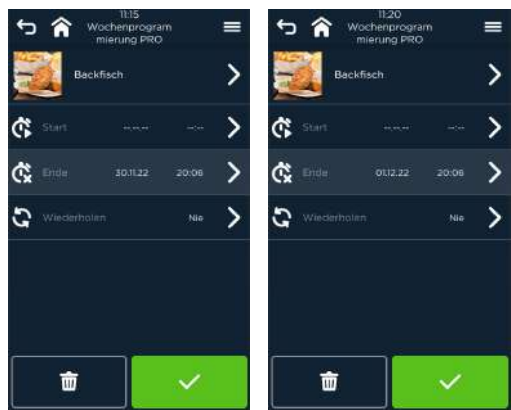 11:15
Wochenprogram
mierung PRO
Backfisch
Start --.--.-- --:--
Ende 30.11.22 20:06
Wiederholen Nie
11:20
Wochenprogram
mierung PRO
Backfisch
Start --.--.-- --:--
Ende 01.12.22 20:06
Wiederholen Nie